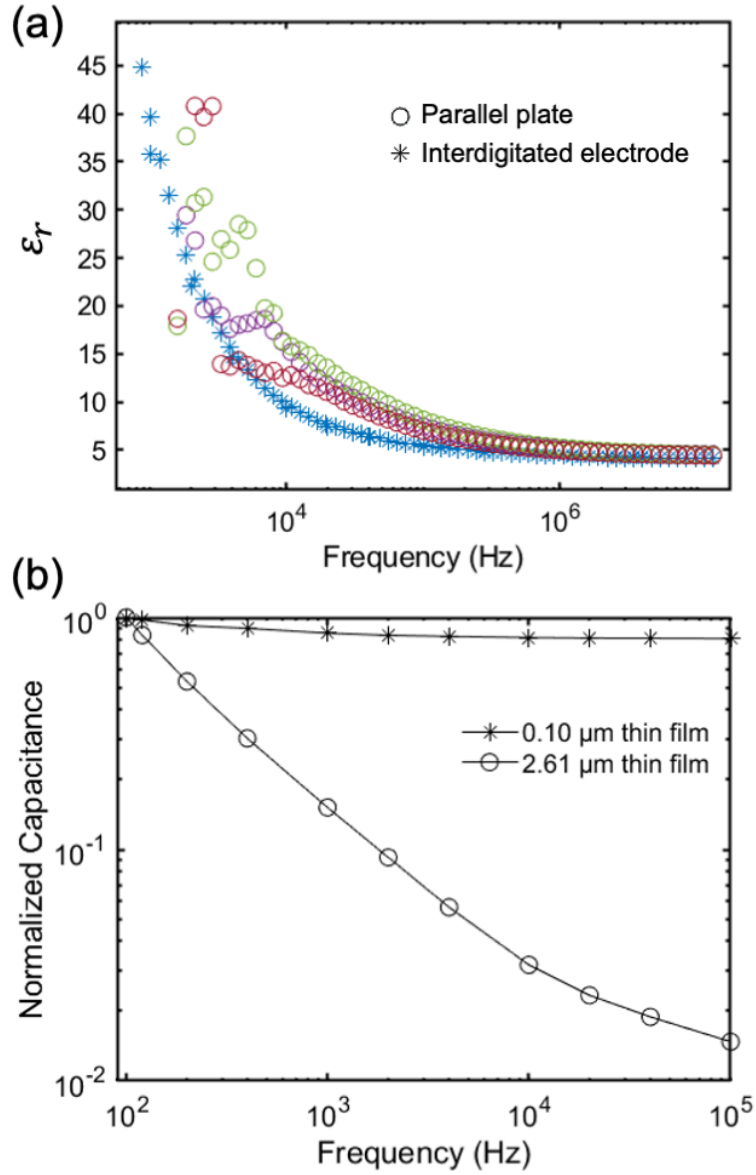 (a)
45
40
35
30
25
20
15
10
5
εr
Parallel plate
Interdigitated electrode
10^4
10^6
Frequency (Hz)
(b)
10^0
10^-1
10^-2
Normalized Capacitance
0.10 µm thin film
2.61 µm thin film
10^2
10^3
10^4
10^5
Frequency (Hz)